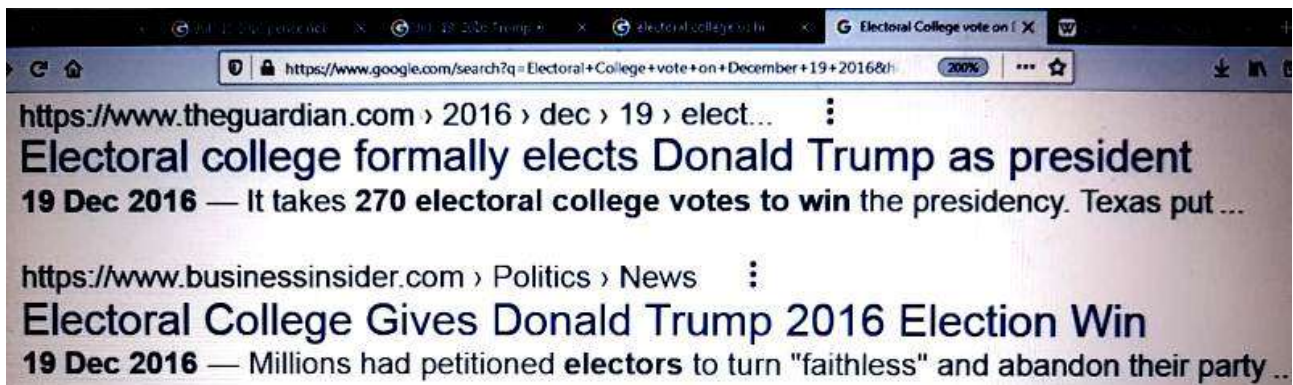 Electoral College vote on
https://www.google.com/search?q=Electoral+College+vote+on+December+19+2016&
200%
https://www.theguardian.com › 2016 › dec › 19 › elect...
Electoral college formally elects Donald Trump as president
19 Dec 2016 — It takes 270 electoral college votes to win the presidency. Texas put ...
https://www.businessinsider.com › Politics › News
Electoral College Gives Donald Trump 2016 Election Win
19 Dec 2016 — Millions had petitioned electors to turn "faithless" and abandon their party ..